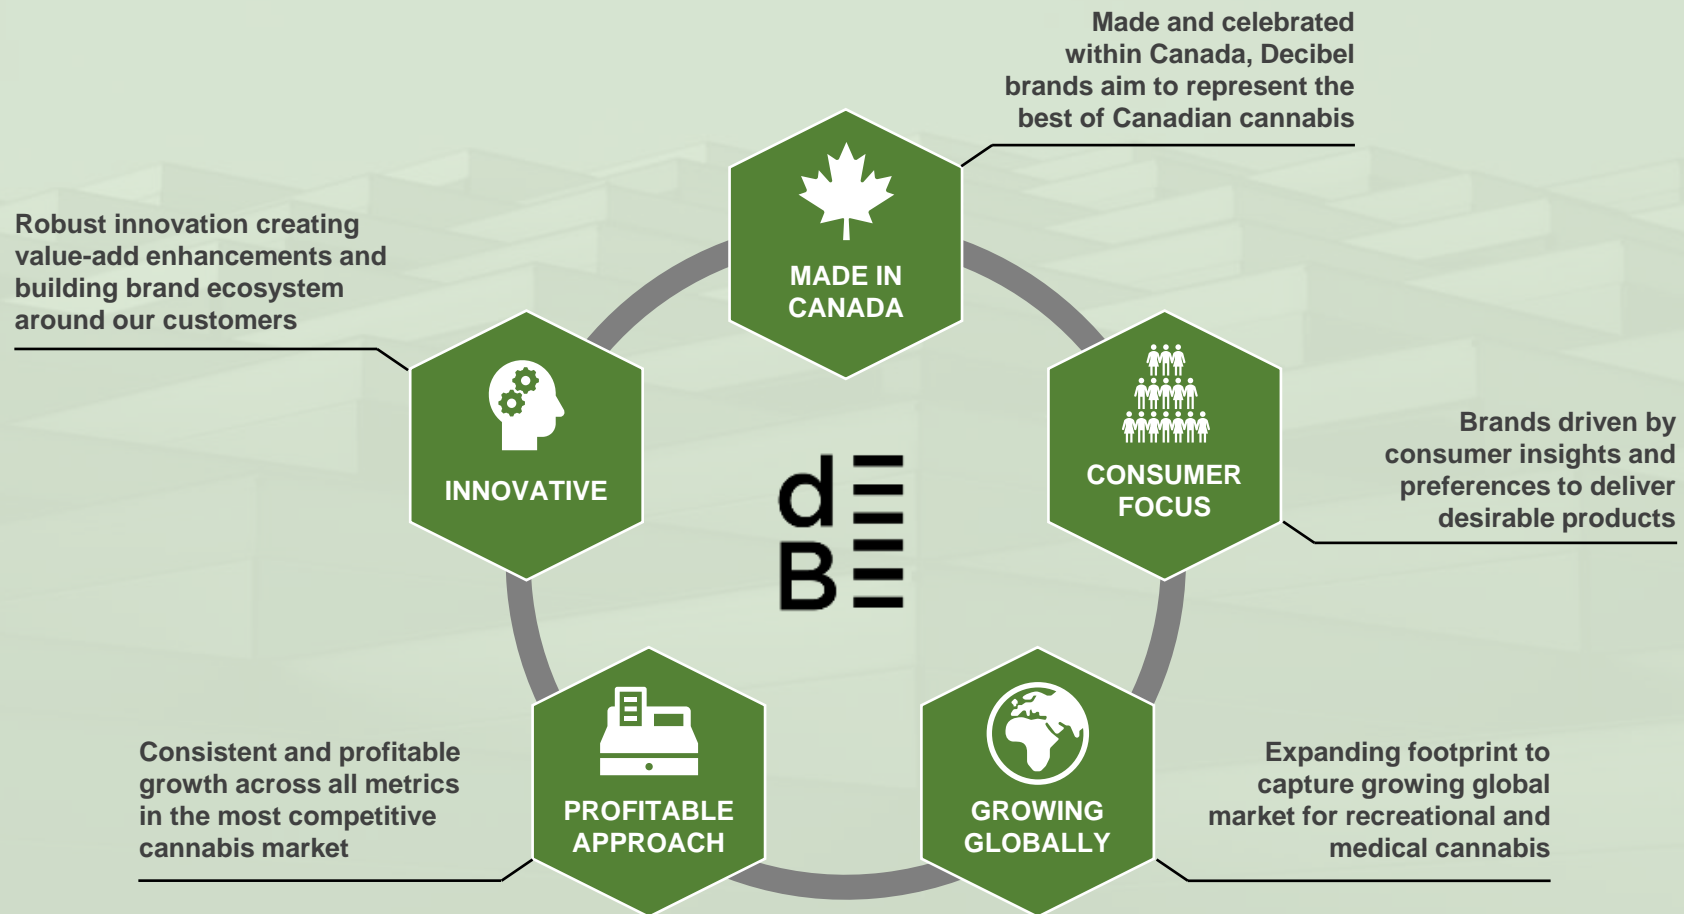 Made and celebrated
within Canada, Decibel
brands aim to represent the
best of Canadian cannabis
MADE IN
CANADA
Robust innovation creating
value-add enhancements and
building brand ecosystem
around our customers
INNOVATIVE
CONSUMER
FOCUS
Brands driven by
consumer insights and
preferences to deliver
desirable products
d
B
Consistent and profitable
growth across all metrics
in the most competitive
cannabis market
PROFITABLE
APPROACH
GROWING
GLOBALLY
Expanding footprint to
capture growing global
market for recreational and
medical cannabis